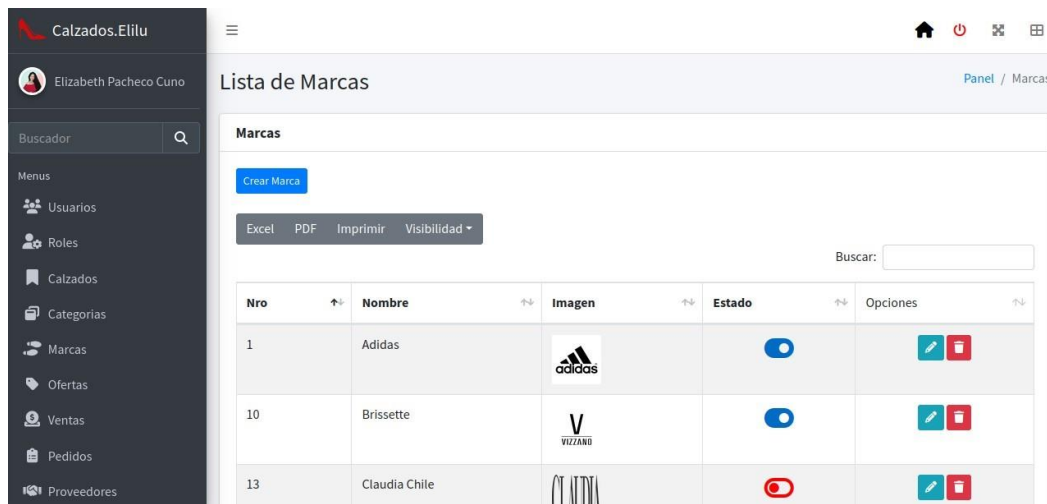 Calzados.Elilu
Elizabeth Pacheco Cuno
Lista de Marcas
Panel / Marcas
Buscador
Menus
Usuarios
Roles
Calzados
Categorias
Marcas
Ofertas
Ventas
Pedidos
Proveedores
Marcas
Crear Marca
Excel PDF Imprimir Visibilidad
Buscar:
Nro Nombre Imagen Estado Opciones
1 Adidas adidas
10 Brissette V VIZZANO
13 Claudia Chile CLAUDIA